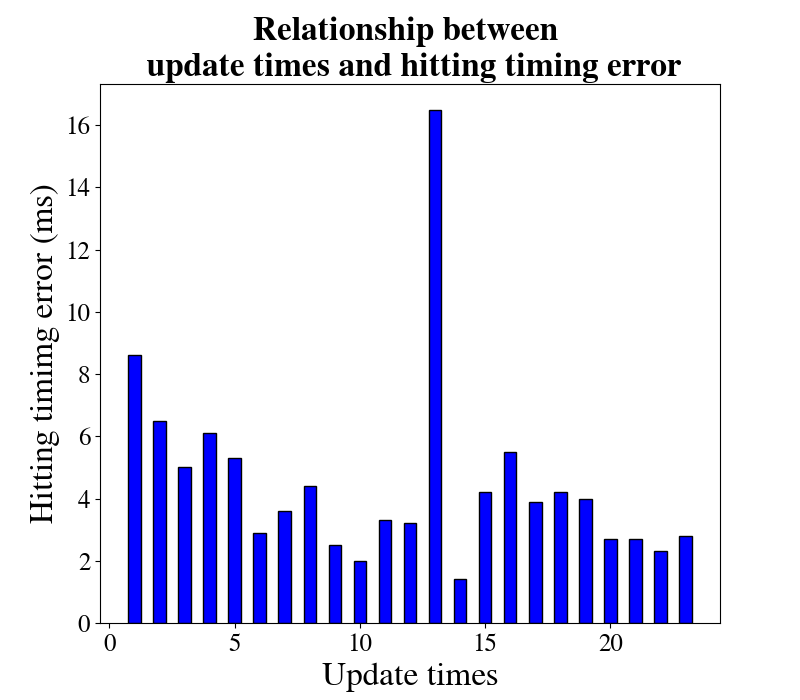 Relationship between
update times and hitting timing error
Hitting timimg error (ms)
16
14
12
10
8
6
4
2
0
0 5 10 15 20
Update times